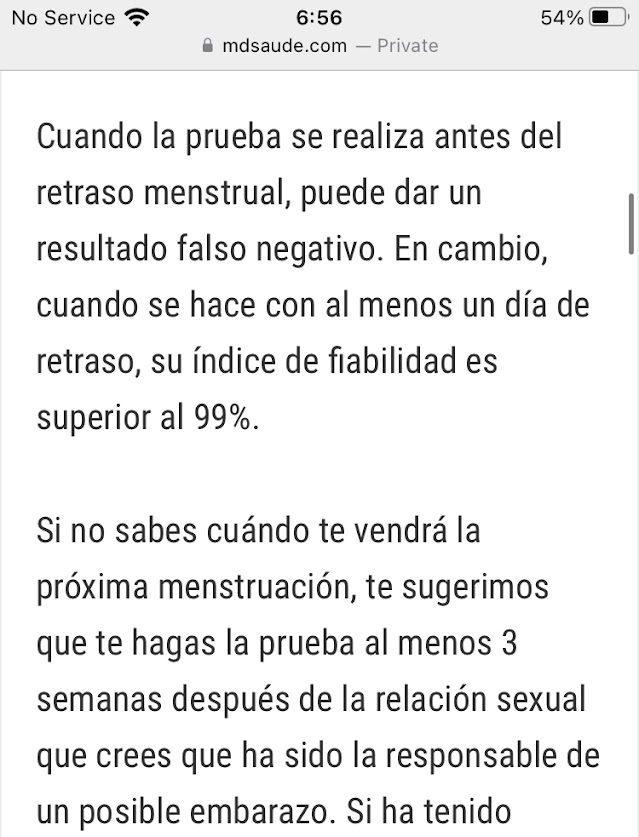 No Service 6:56 54%
mdsaude.com — Private
Cuando la prueba se realiza antes del
retraso menstrual, puede dar un
resultado falso negativo. En cambio,
cuando se hace con al menos un día de
retraso, su índice de fiabilidad es
superior al 99%.
Si no sabes cuándo te vendrá la
próxima menstruación, te sugerimos
que te hagas la prueba al menos 3
semanas después de la relación sexual
que crees que ha sido la responsable de
un posible embarazo. Si ha tenido